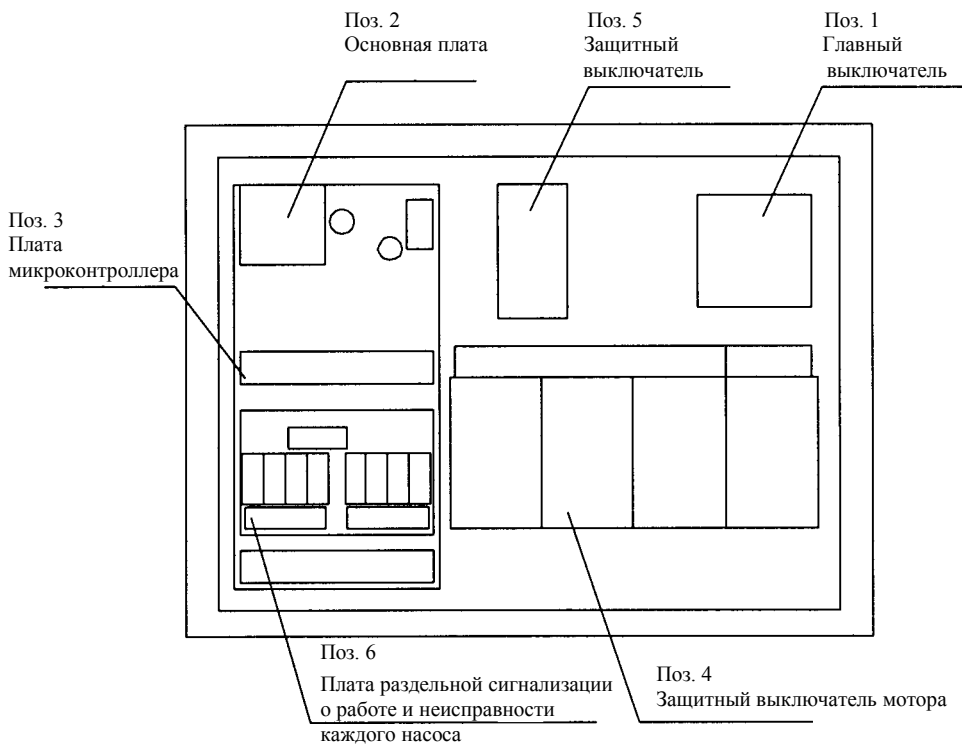 Поз. 2
Основная плата
Поз. 5
Защитный
выключатель
Поз. 1
Главный
выключатель
Поз. 3
Плата
микроконтроллера
Поз. 6
Плата раздельной сигнализации
о работе и неисправности
каждого насоса
Поз. 4
Защитный выключатель мотора